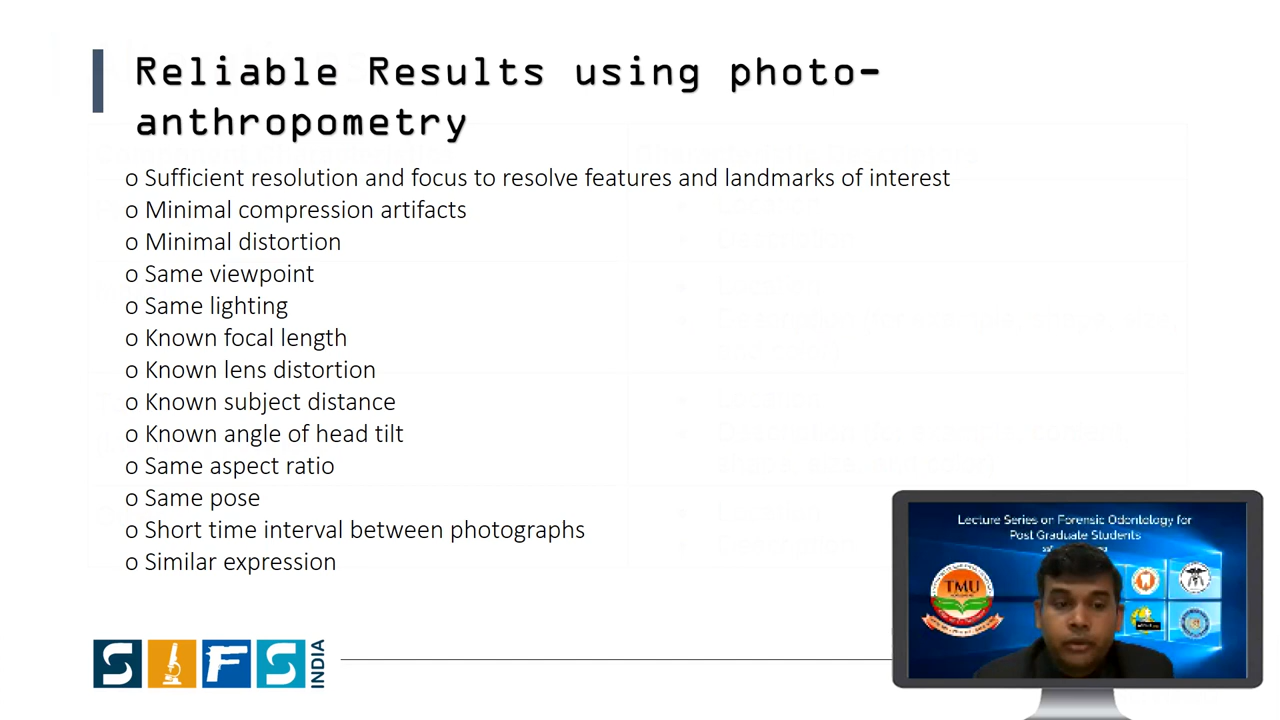 Reliable Results using photo-
anthropometry
o Sufficient resolution and focus to resolve features and landmarks of interest
o Minimal compression artifacts
o Minimal distortion
o Same viewpoint
o Same lighting
o Known focal length
o Known lens distortion
o Known subject distance
o Known angle of head tilt
o Same aspect ratio
o Same pose
o Short time interval between photographs
o Similar expression
SIFS
INDIA
Lecture Series on Forensic Odontology for
Post Graduate Students
TMU